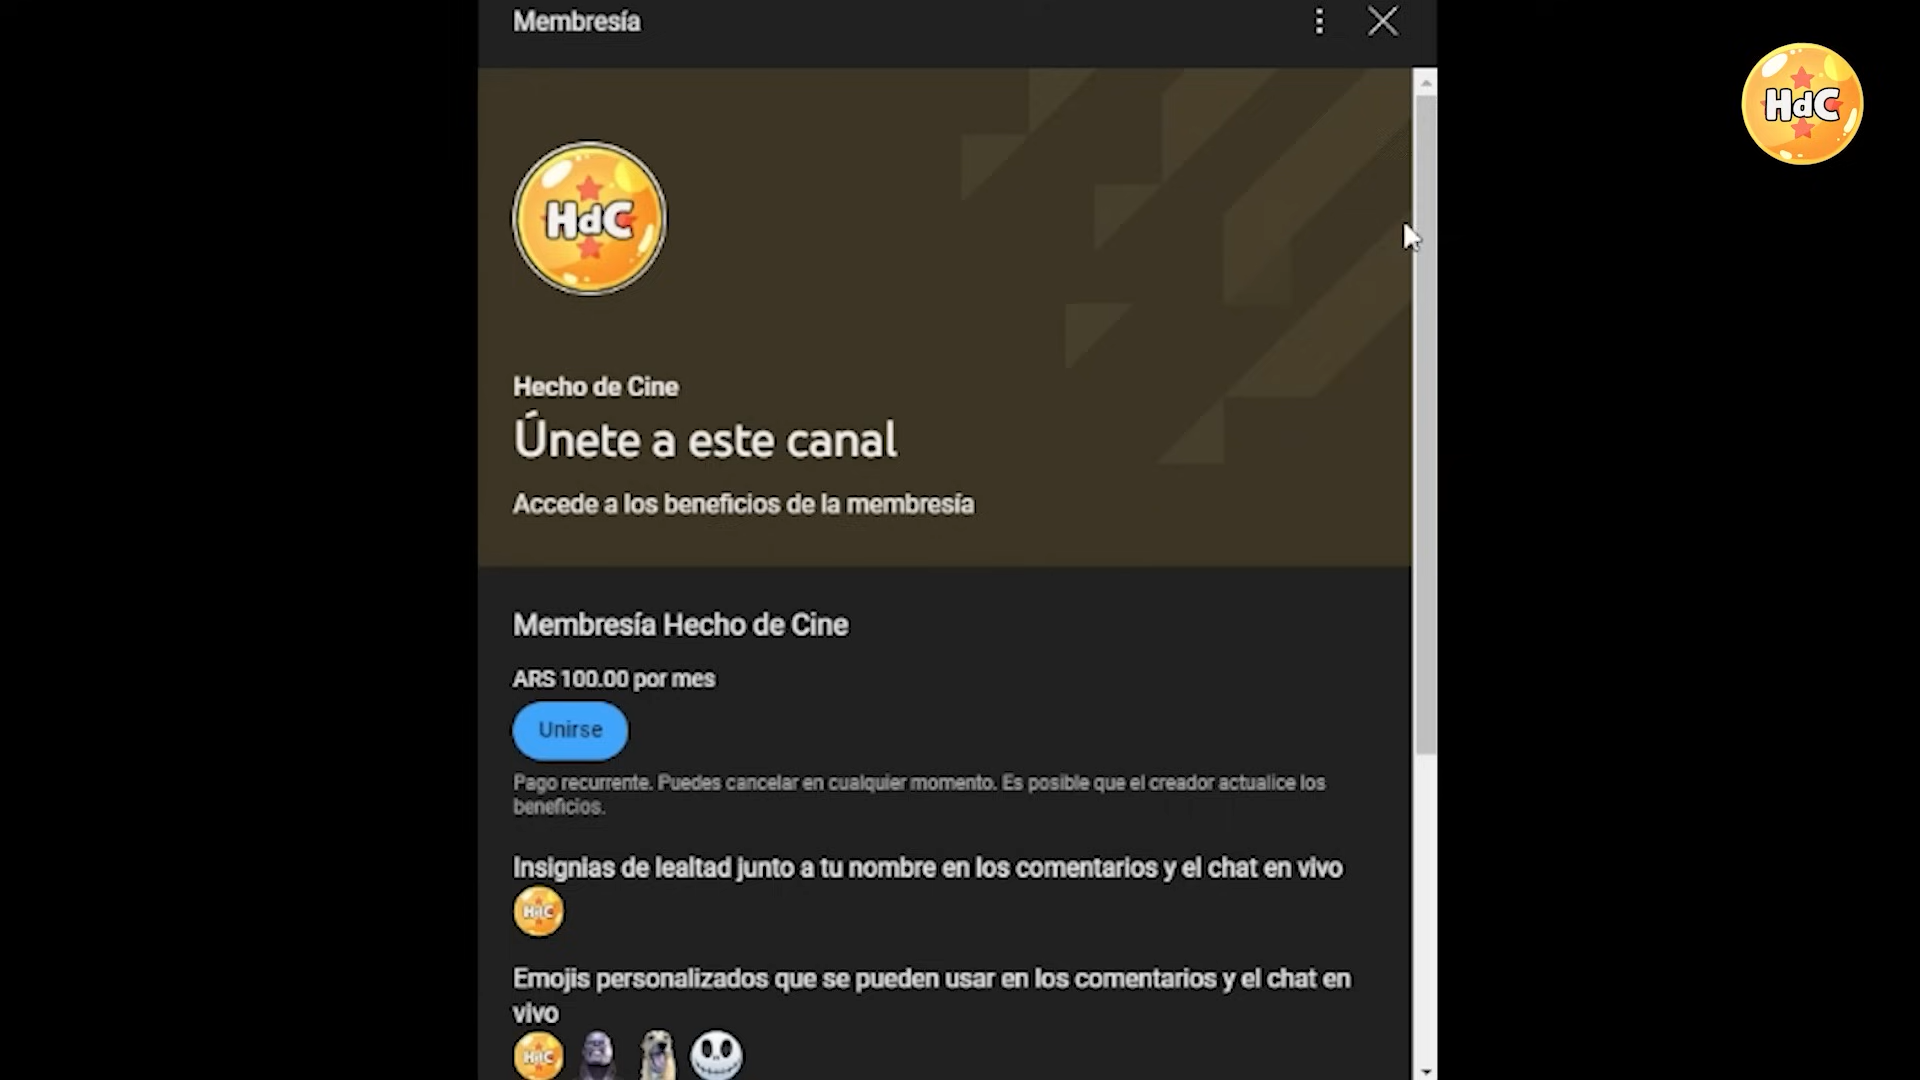 Membresía
HdC
HdC
Hecho de Cine
Únete a este canal
Accede a los beneficios de la membresía
Membresía Hecho de Cine
ARS 100.00 por mes
Unirse
Pago recurrente. Puedes cancelar en cualquier momento. Es posible que el creador actualice los
beneficios.
Insignias de lealtad junto a tu nombre en los comentarios y el chat en vivo
HdC
Emojis personalizados que se pueden usar en los comentarios y el chat en
vivo
HdC